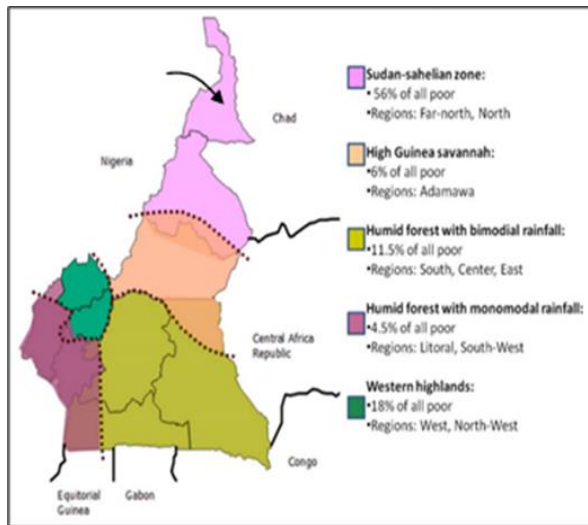 Sudan-sahelian zone:
• 56% of all poor
•Regions: Far-north, North
Chad
Nigeria
High Guinea savannah:
•6% of all poor
•Regions: Adamawa
Humid forest with bimodial rainfall:
•11.5% of all poor
•Regions: South, Center, East
Humid forest with monomodal rainfall:
•4.5% of all poor
•Regions: Litoral, South-West
Central Africa
Republic
Western highlands:
•18% of all poor
•Regions: West, North-West
Congo
Equitorial
Guinea
Gabon